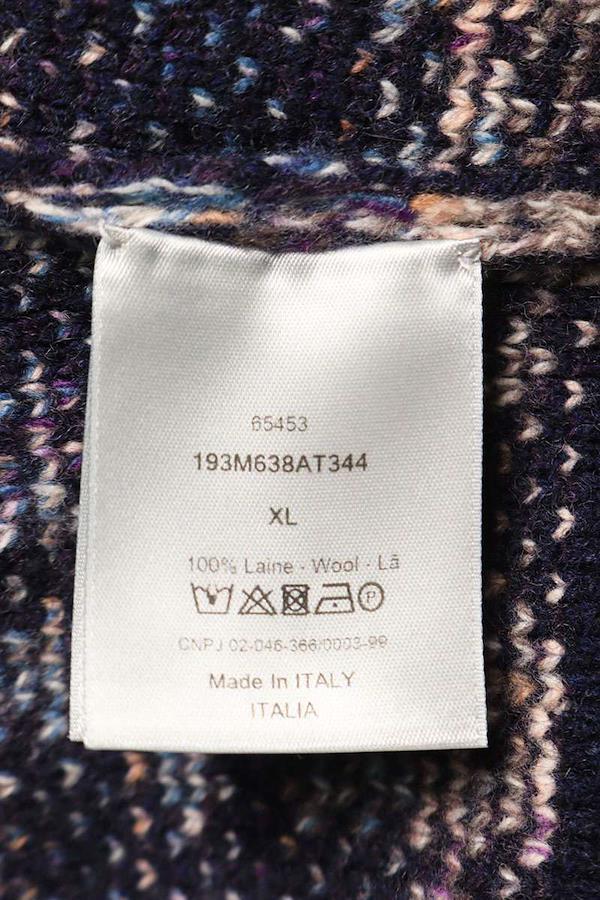 65453
193M638AT344
XL
100% Laine - Wool - Lã
P
CNPJ 02-046-366/0003-99
Made In ITALY
ITALIA